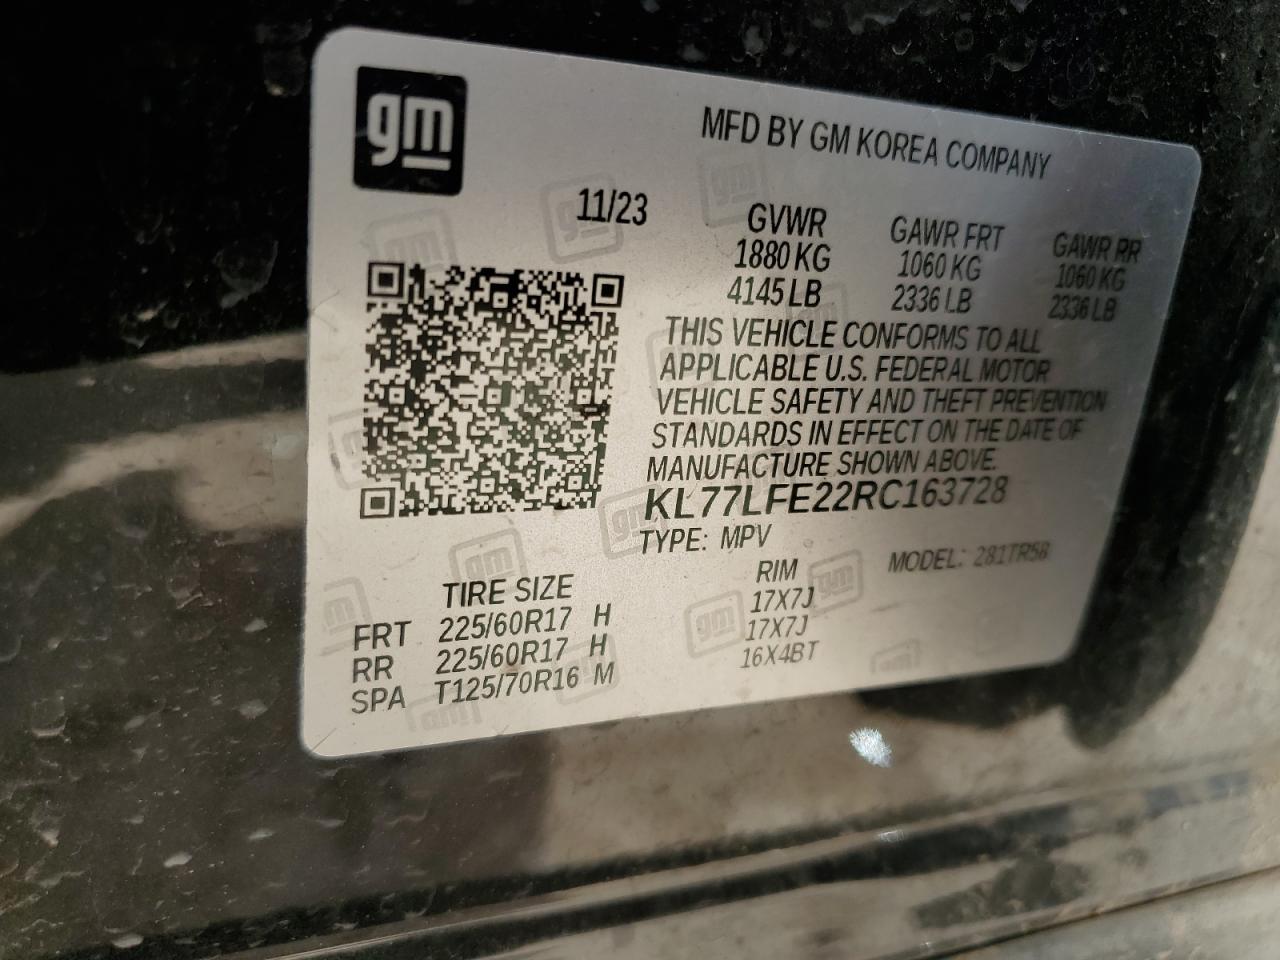 gm
MFD BY GM KOREA COMPANY
11/23
GVWR GAWR FRT GAWR RR
1880 KG 1060 KG 1060 KG
4145 LB 2336 LB 2336 LB
THIS VEHICLE CONFORMS TO ALL
APPLICABLE U.S. FEDERAL MOTOR
VEHICLE SAFETY AND THEFT PREVENTION
STANDARDS IN EFFECT ON THE DATE OF
MANUFACTURE SHOWN ABOVE.
KL77LFE22RC163728
TYPE: MPV MODEL: 281TR58
TIRE SIZE RIM
FRT 225/60R17 H 17X7J
RR 225/60R17 H 17X7J
SPA T125/70R16 M 16X4BT